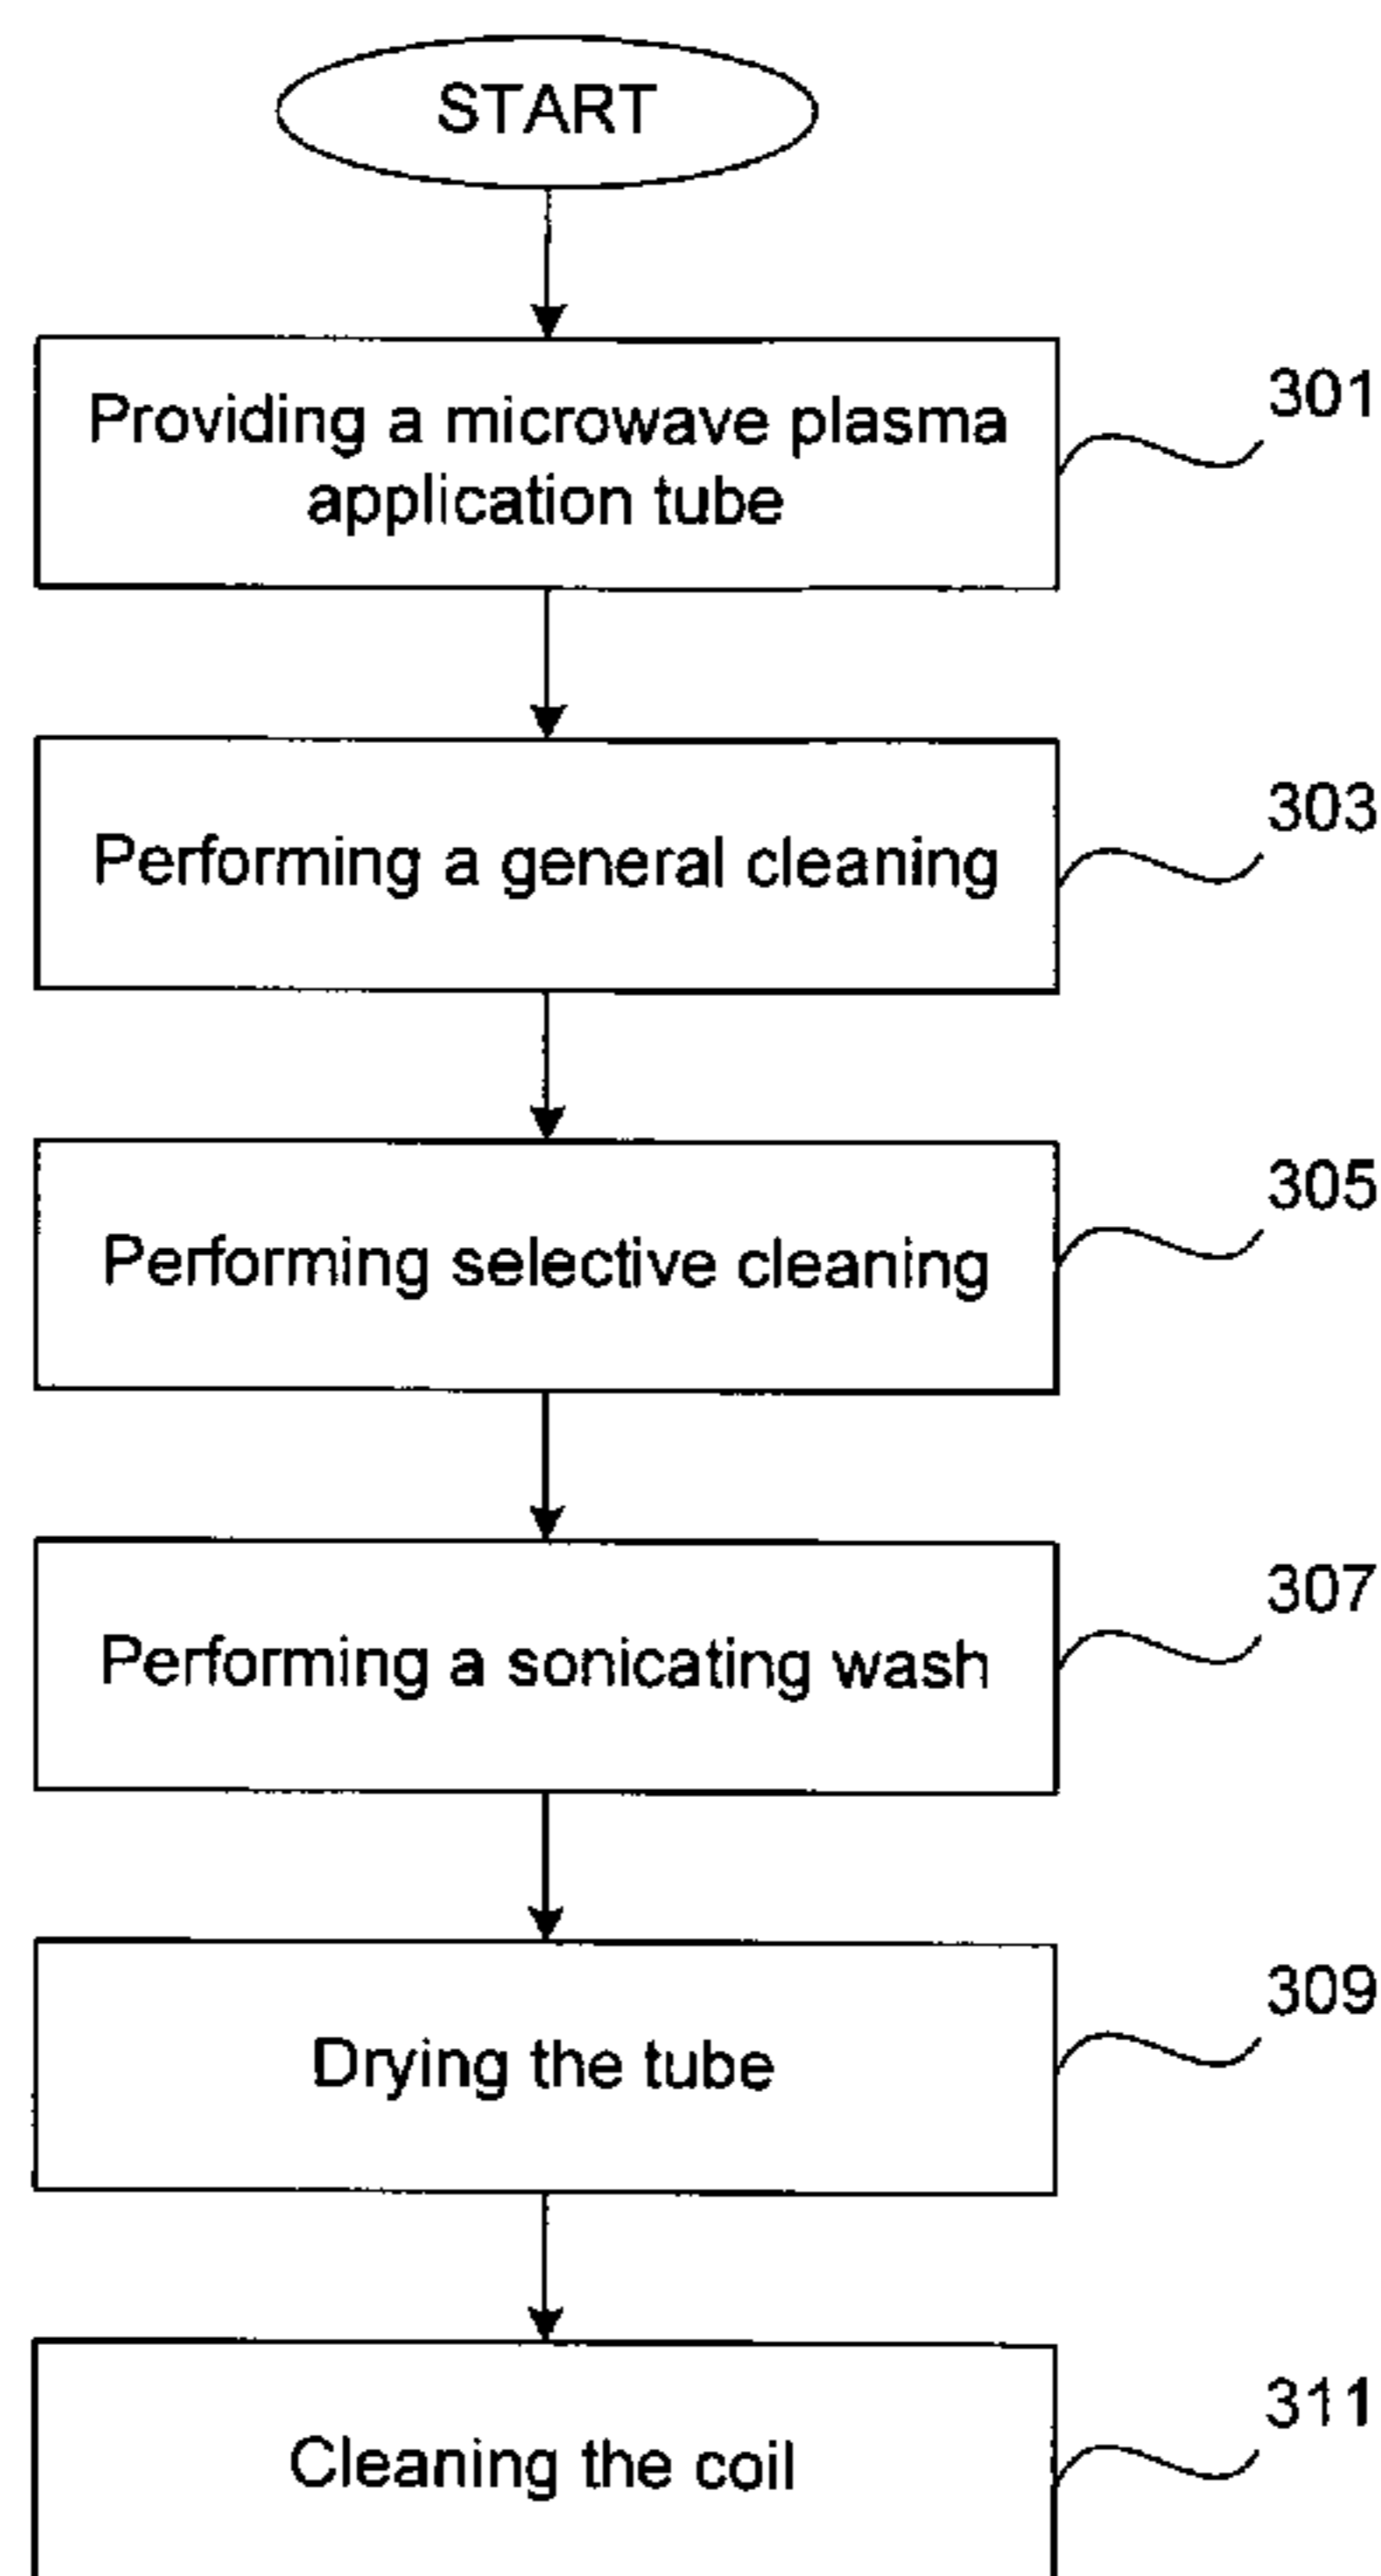 START
Providing a microwave plasma
application tube
301
Performing a general cleaning
303
Performing selective cleaning
305
Performing a sonicating wash
307
Drying the tube
309
Cleaning the coil
311